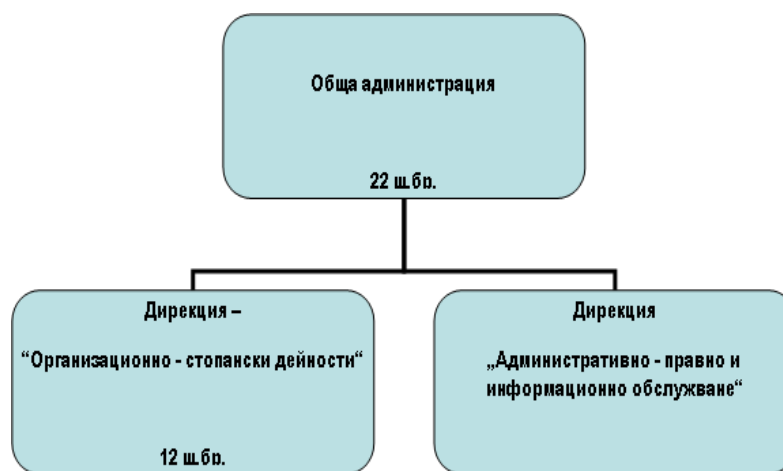 Обща администрация
22 щ.бр.
Дирекция –
“Организационно - стопански дейности“
12 щ.бр.
Дирекция
„Административно - правно и
информационно обслужване“